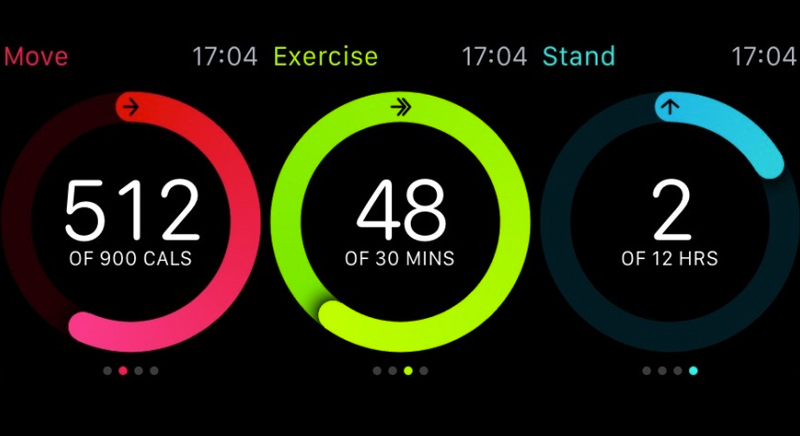 Move 17:04
512
OF 900 CALS
Exercise 17:04
48
OF 30 MINS
Stand 17:04
2
OF 12 HRS